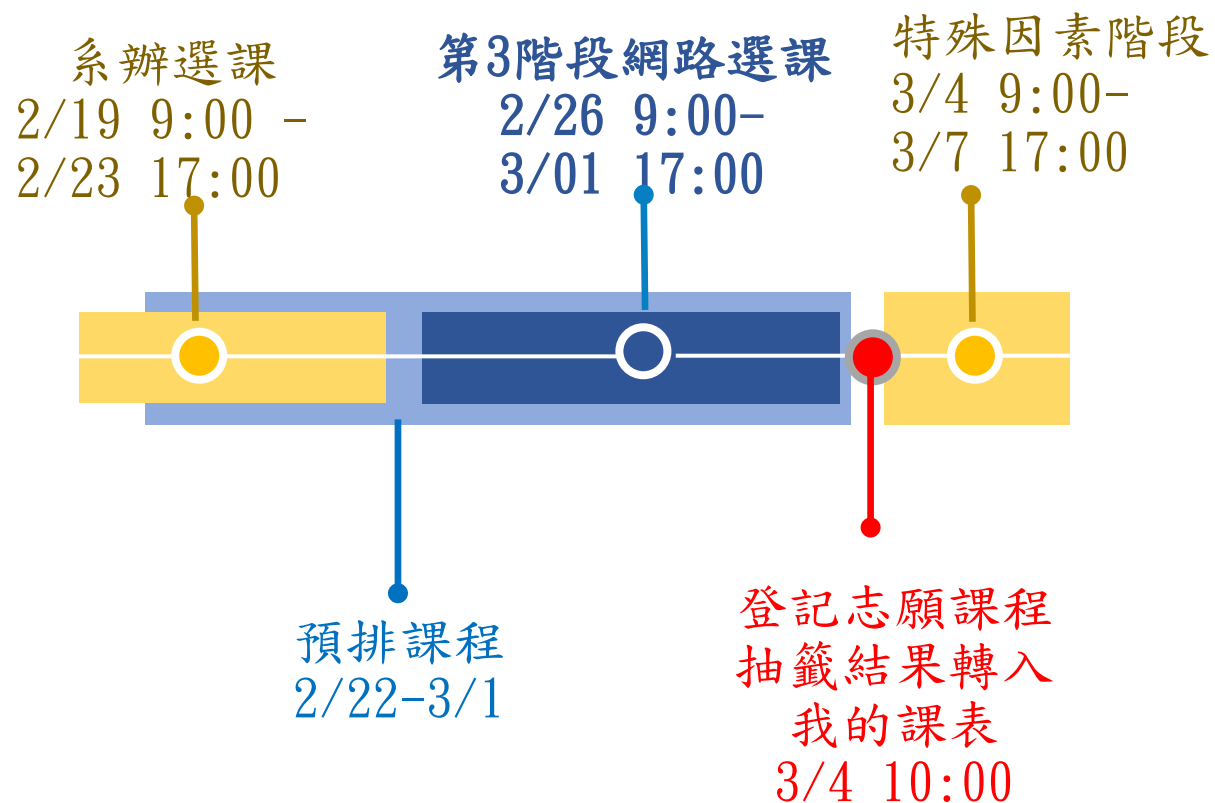 系辦選課
2/19 9:00 -
2/23 17:00
第3階段網路選課
2/26 9:00-
3/01 17:00
特殊因素階段
3/4 9:00-
3/7 17:00
預排課程
2/22-3/1
登記志願課程
抽籤結果轉入
我的課表
3/4 10:00